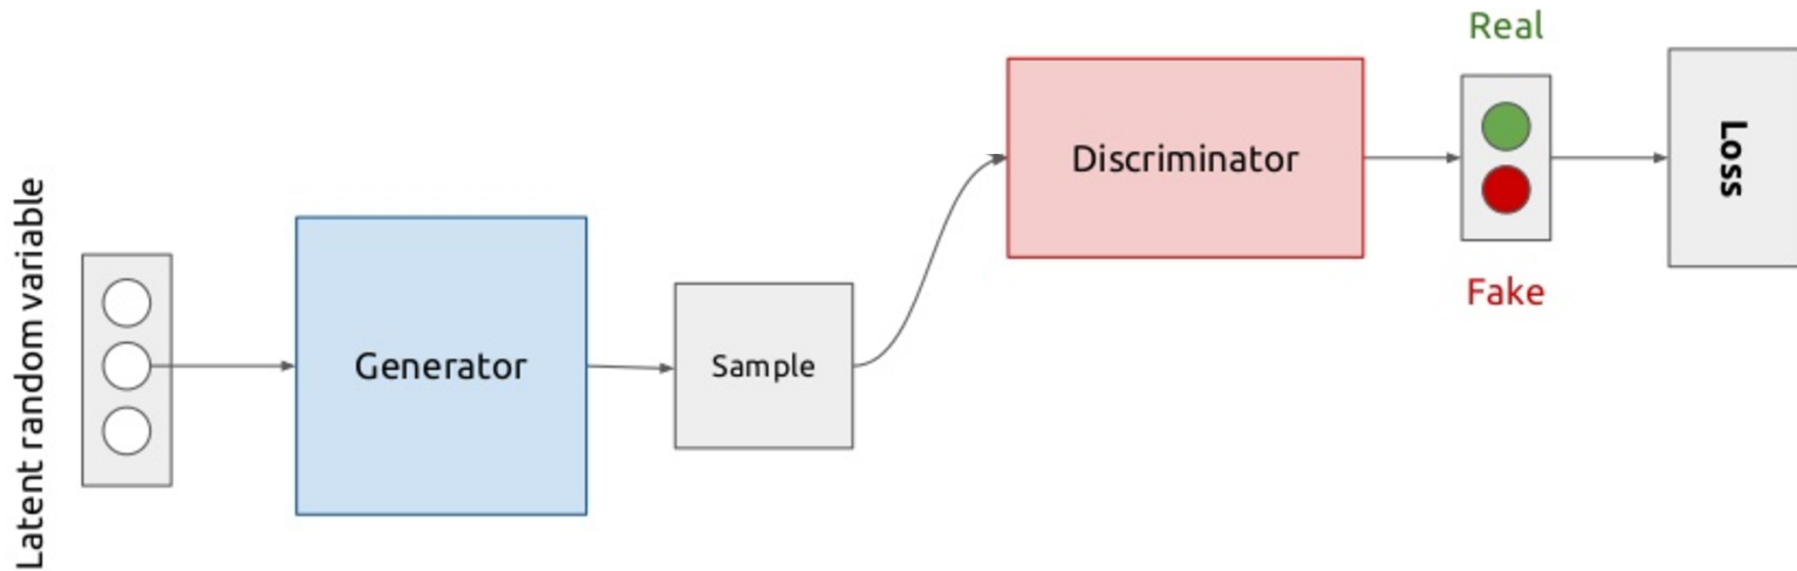 Latent random variable
Generator
Sample
Discriminator
Real
Fake
Loss